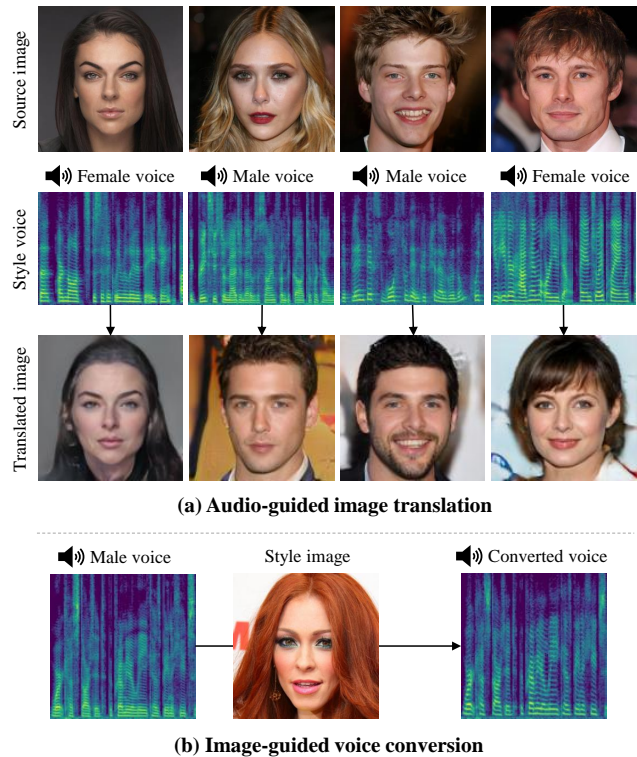 Source image
Female voice Male voice Male voice Female voice
Style voice
Translated image
(a) Audio-guided image translation
Male voice Style image Converted voice
(b) Image-guided voice conversion